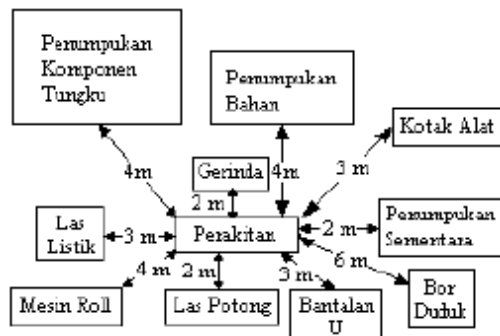 Penumpukan
Komponen
Tungku
Penumpukan
Bahan
Kotak Alat
4m
Gerinda
4m
3 m
2 m
Las
Listik
3 m
Perakitan
2 m
Penumpukan
Sementara
4 m
2 m
3 m
6 m
Mesin Roll
Las Potong
Bantalan
U
Bor
Duduk